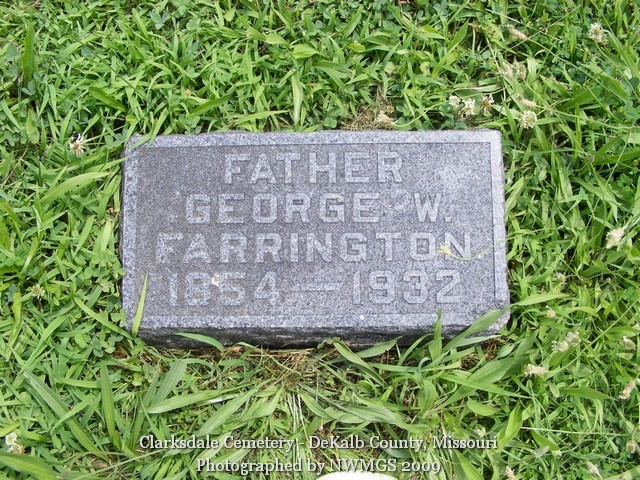 FATHER
GEORGE W.
FARRINGTON
1854—1932
Clarksdale Cemetery - DeKalb County, Missouri
Photographed by NWMGS 2009